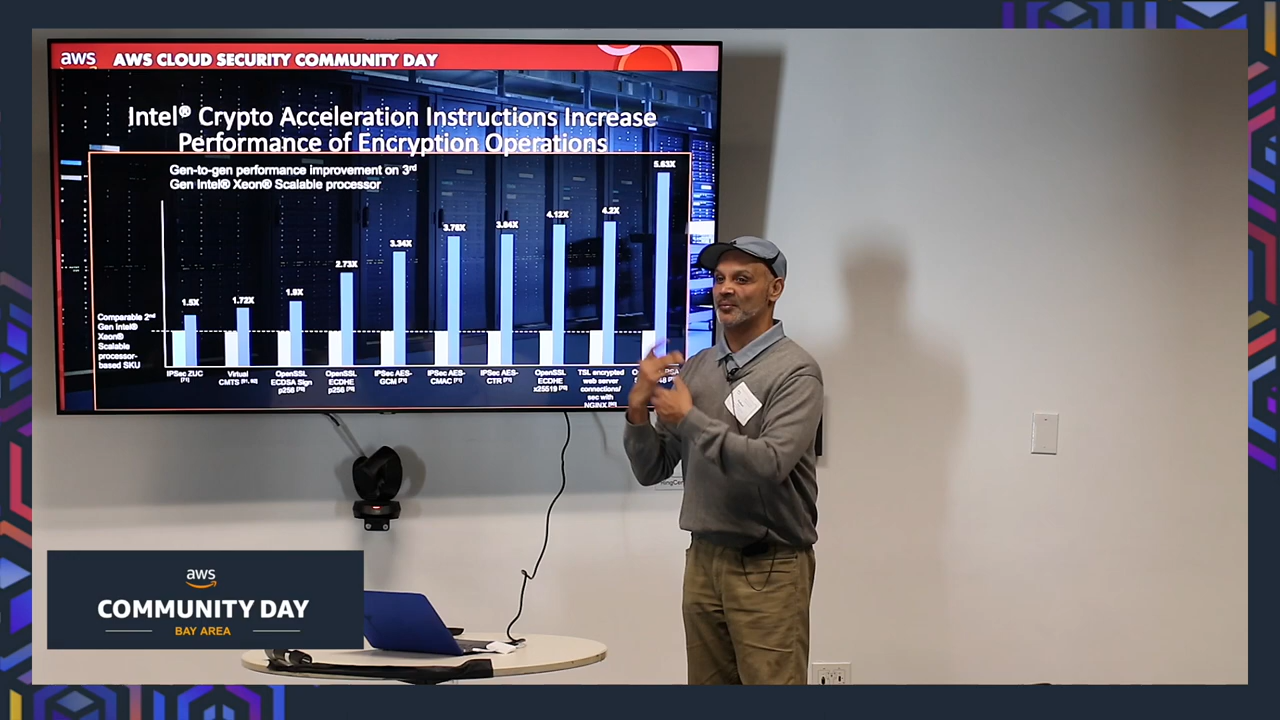 aws AWS CLOUD SECURITY COMMUNITY DAY
Intel® Crypto Acceleration Instructions Increase
Performance of Encryption Operations
Gen-to-gen performance improvement on 3rd
Gen Intel® Xeon® Scalable processor
1.5X
1.72X
1.9X
2.73X
3.34X
3.78X
3.84X
4.12X
4.2X
5.63X
Comparable 2nd
Gen Intel®
Xeon®
Scalable
processor-
based SKU
IPSec ZUC
Virtual
CMTS
OpenSSL
ECDSA Sign
p256
OpenSSL
ECDHE
p256
IPSec AES-
GCM
IPSec AES-
CMAC
IPSec AES-
CTR
OpenSSL
ECDHE
x25519
TSL encrypted
web server
connections/
sec with
NGINX
aws
COMMUNITY DAY
BAY AREA